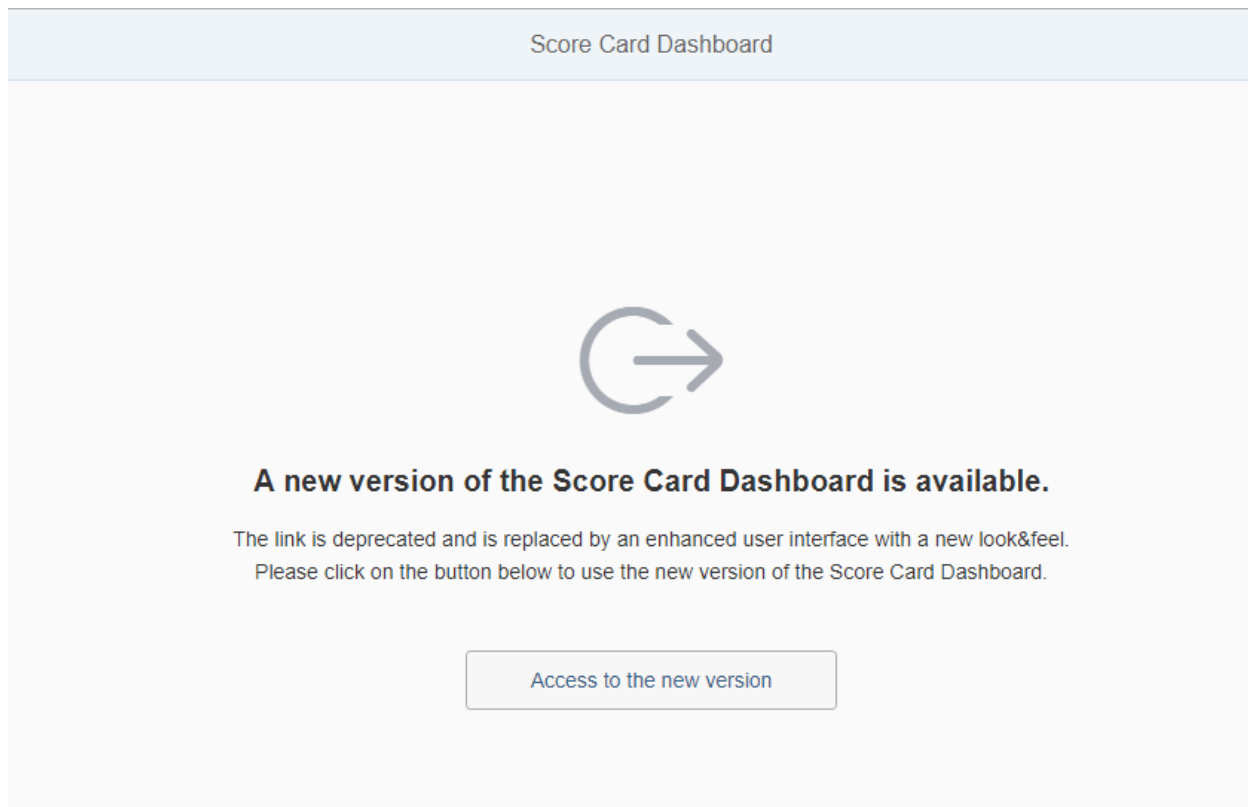 Score Card Dashboard
A new version of the Score Card Dashboard is available.
The link is deprecated and is replaced by an enhanced user interface with a new look&feel.
Please click on the button below to use the new version of the Score Card Dashboard.
Access to the new version